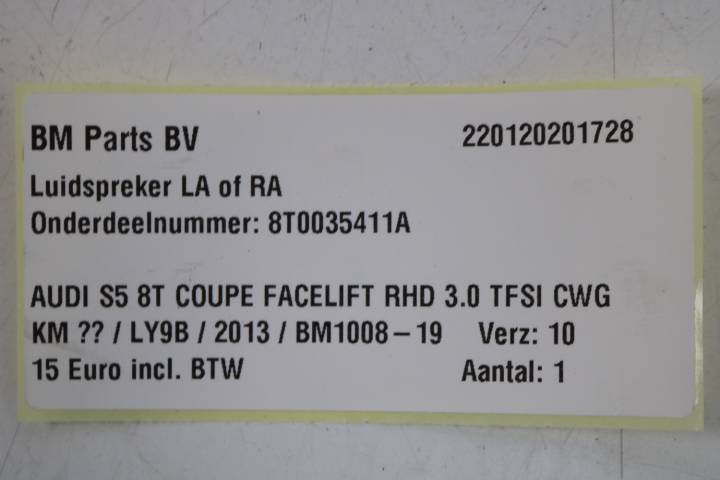 BM Parts BV 220120201728
Luidspreker LA of RA
Onderdeelnummer: 8T0035411A
AUDI S5 8T COUPE FACELIFT RHD 3.0 TFSI CWG
KM ?? / LY9B / 2013 / BM1008-19 Verz: 10
15 Euro incl. BTW Aantal: 1